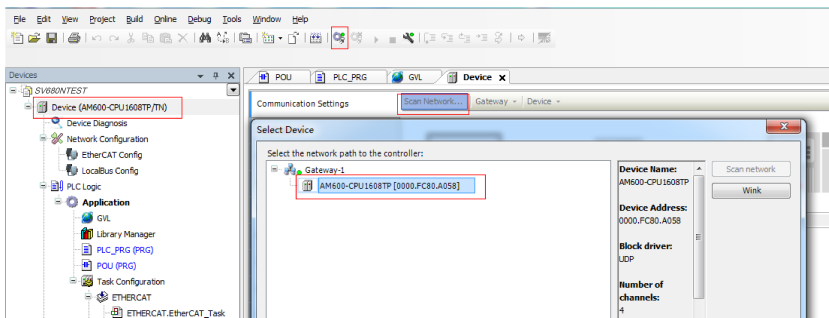 File Edit View Project Build Online Debug Tools Window Help
Devices
SV680NTEST
Device (AM600-CPU1608TP/TN)
Device Diagnosis
Network Configuration
EtherCAT Config
LocalBus Config
PLC Logic
Application
GVL
Library Manager
PLC_PRG (PRG)
POU (PRG)
Task Configuration
ETHERCAT
ETHERCAT.EtherCAT_Task
POU PLC_PRG GVL Device
Communication Settings Scan Network... Gateway Device
Select Device
Select the network path to the controller:
Gateway-1
AM600-CPU1608TP [0000.FC80.A058]
Device Name:
AM600-CPU1608TP
Device Address:
0000.FC80.A058
Block driver:
UDP
Number of
channels:
4
Scan network
Wink